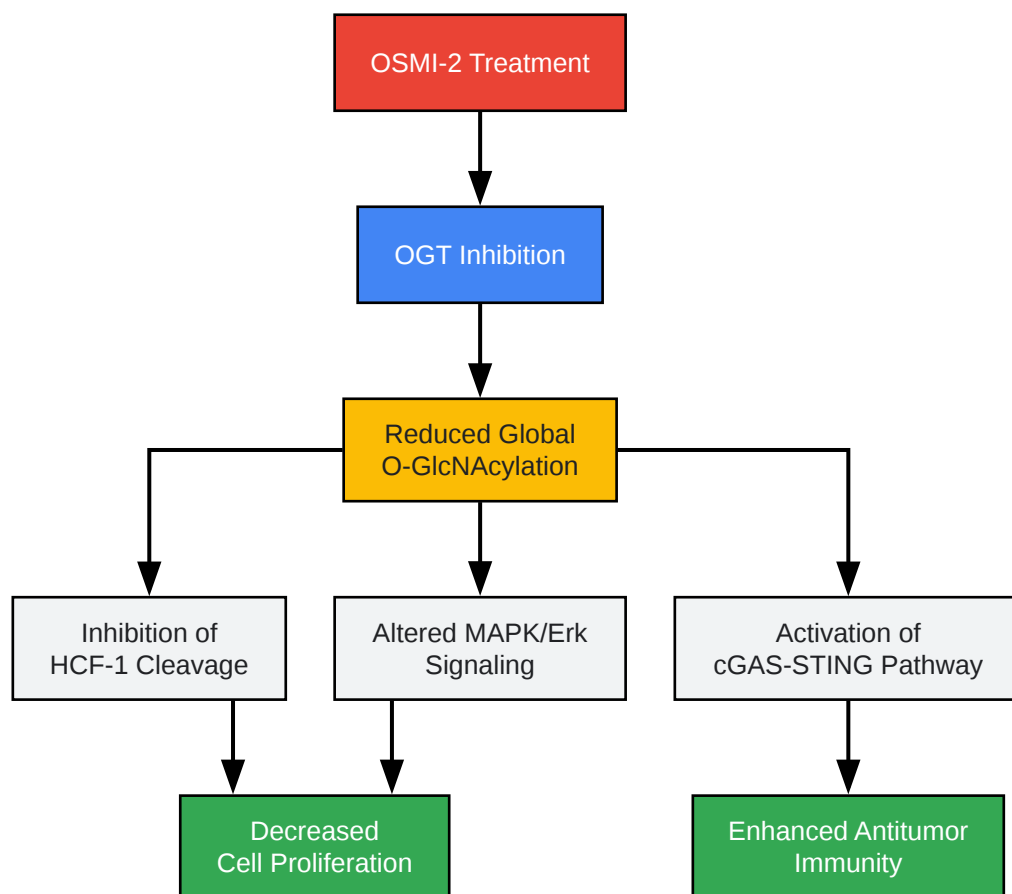 OSMI-2 Treatment
OGT Inhibition
Reduced Global
O-GlcNAcylation
Inhibition of
HCF-1 Cleavage
Altered MAPK/Erk
Signaling
Activation of
cGAS-STING Pathway
Decreased
Cell Proliferation
Enhanced Antitumor
Immunity